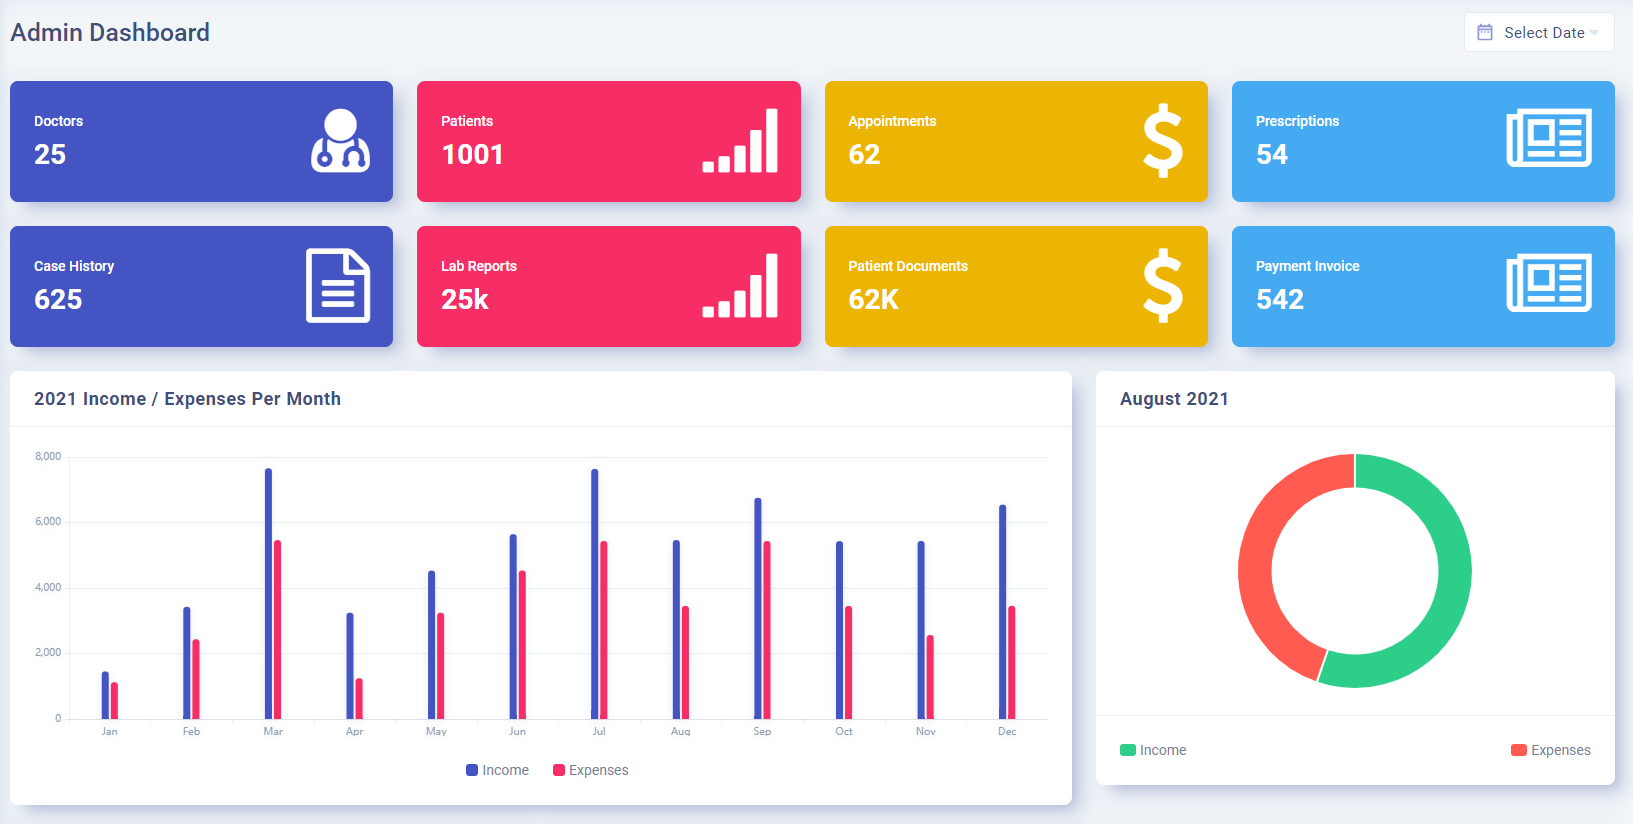 Admin Dashboard
Select Date
Doctors
25
Patients
1001
Appointments
62
Prescriptions
54
Case History
625
Lab Reports
25k
Patient Documents
62K
Payment Invoice
542
2021 Income / Expenses Per Month
8,000
6,000
4,000
2,000
0
Jan Feb Mar Apr May Jun Jul Aug Sep Oct Nov Dec
Income Expenses
August 2021
Income Expenses